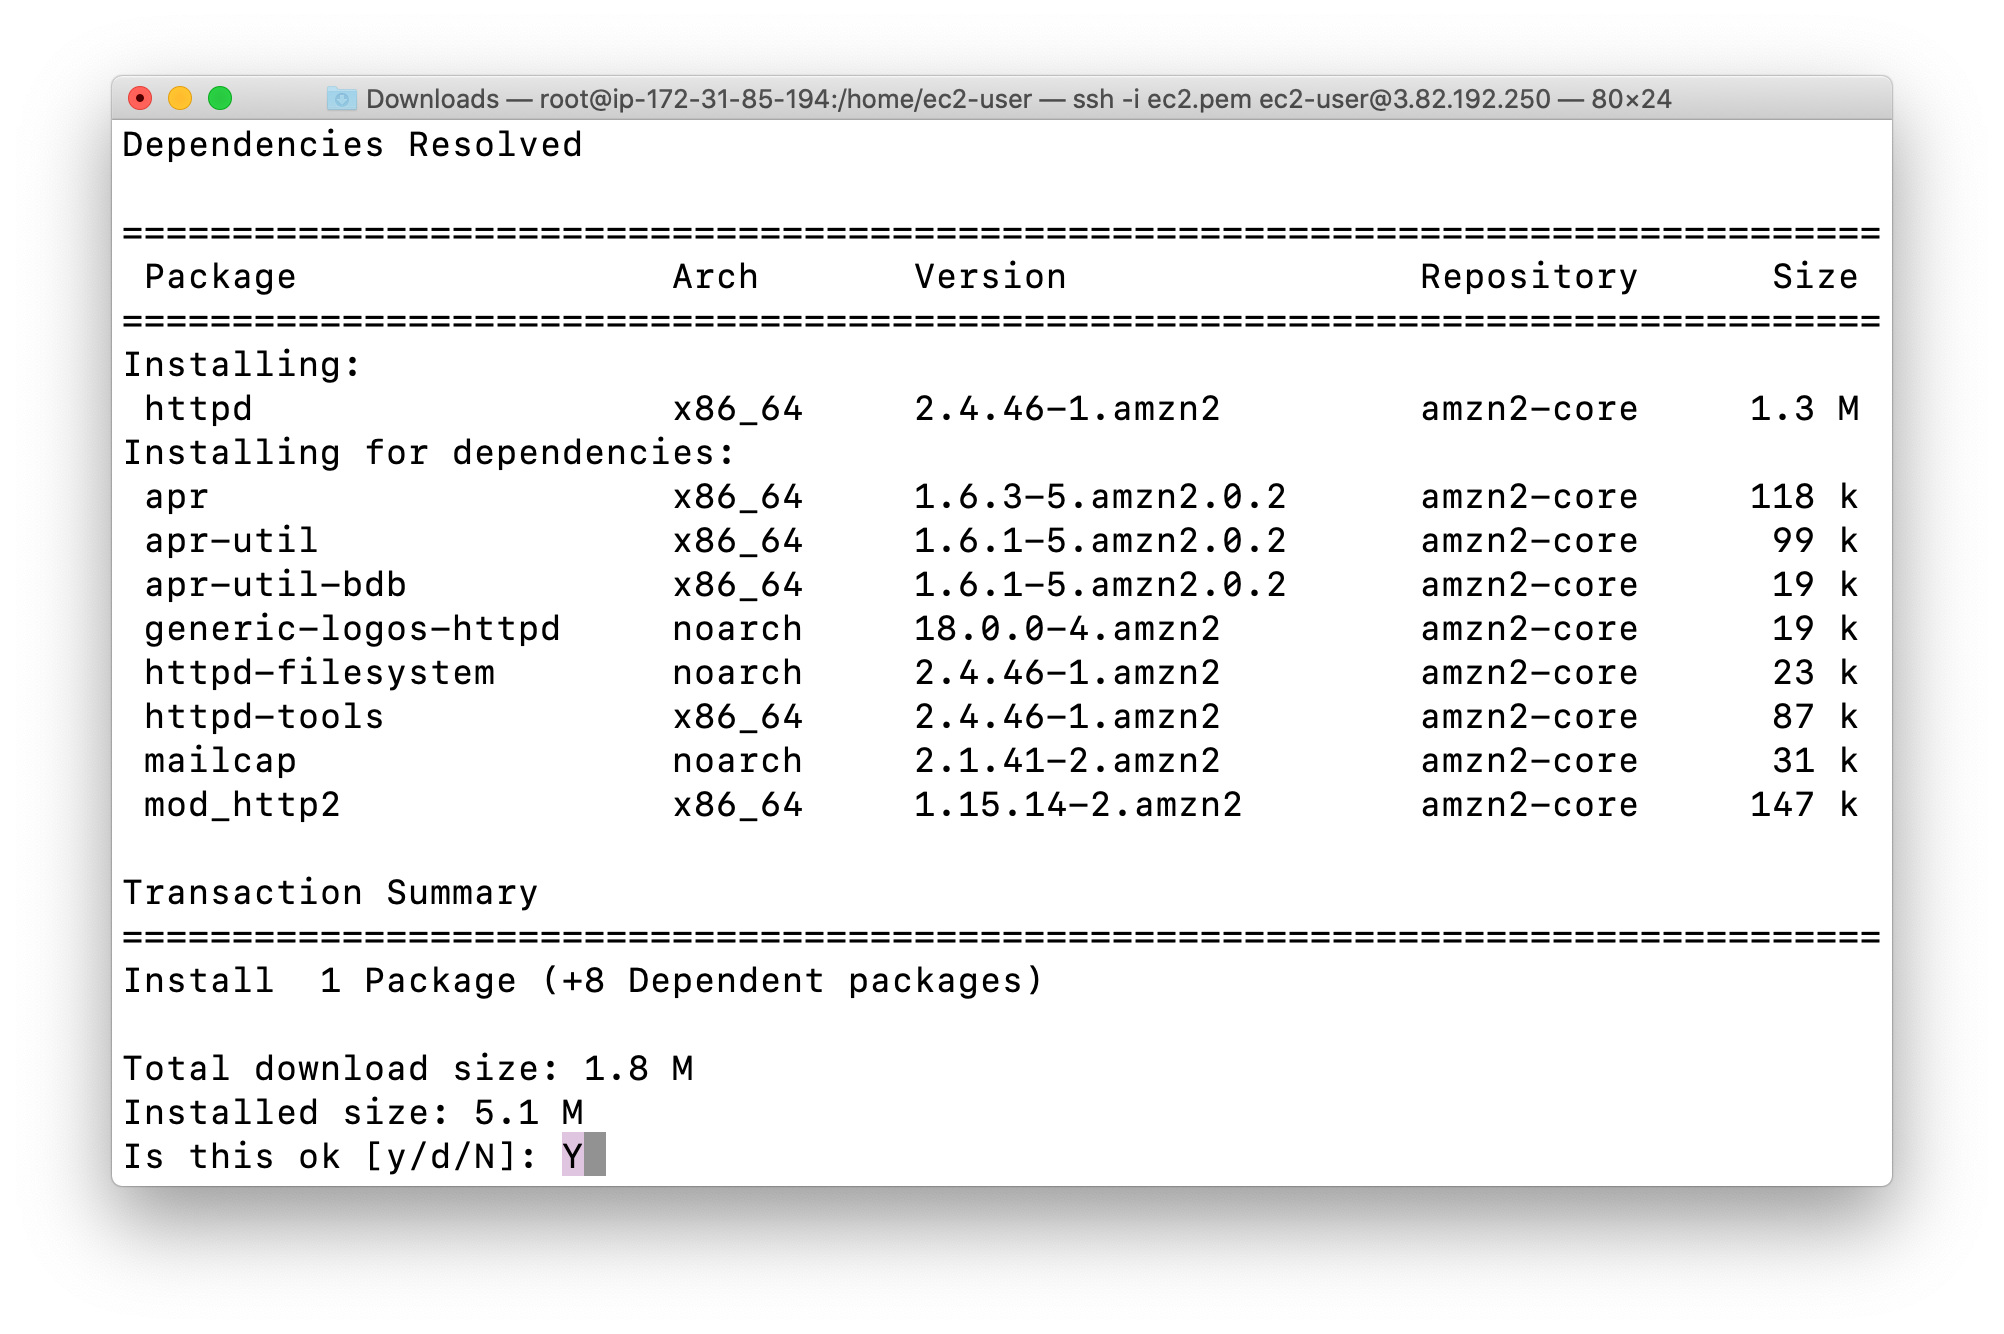 Downloads — root@ip-172-31-85-194:/home/ec2-user — ssh -i ec2.pem ec2-user@3.82.192.250 — 80×24
Dependencies Resolved
================================================================================
 Package                Arch       Version                Repository      Size
================================================================================
Installing:
 httpd                  x86_64     2.4.46-1.amzn2         amzn2-core     1.3 M
Installing for dependencies:
 apr                    x86_64     1.6.3-5.amzn2.0.2      amzn2-core     118 k
 apr-util               x86_64     1.6.1-5.amzn2.0.2      amzn2-core      99 k
 apr-util-bdb           x86_64     1.6.1-5.amzn2.0.2      amzn2-core      19 k
 generic-logos-httpd    noarch     18.0.0-4.amzn2         amzn2-core      19 k
 httpd-filesystem       noarch     2.4.46-1.amzn2         amzn2-core      23 k
 httpd-tools            x86_64     2.4.46-1.amzn2         amzn2-core      87 k
 mailcap                noarch     2.1.41-2.amzn2         amzn2-core      31 k
 mod_http2              x86_64     1.15.14-2.amzn2        amzn2-core     147 k
Transaction Summary
================================================================================
Install  1 Package (+8 Dependent packages)
Total download size: 1.8 M
Installed size: 5.1 M
Is this ok [y/d/N]: Y